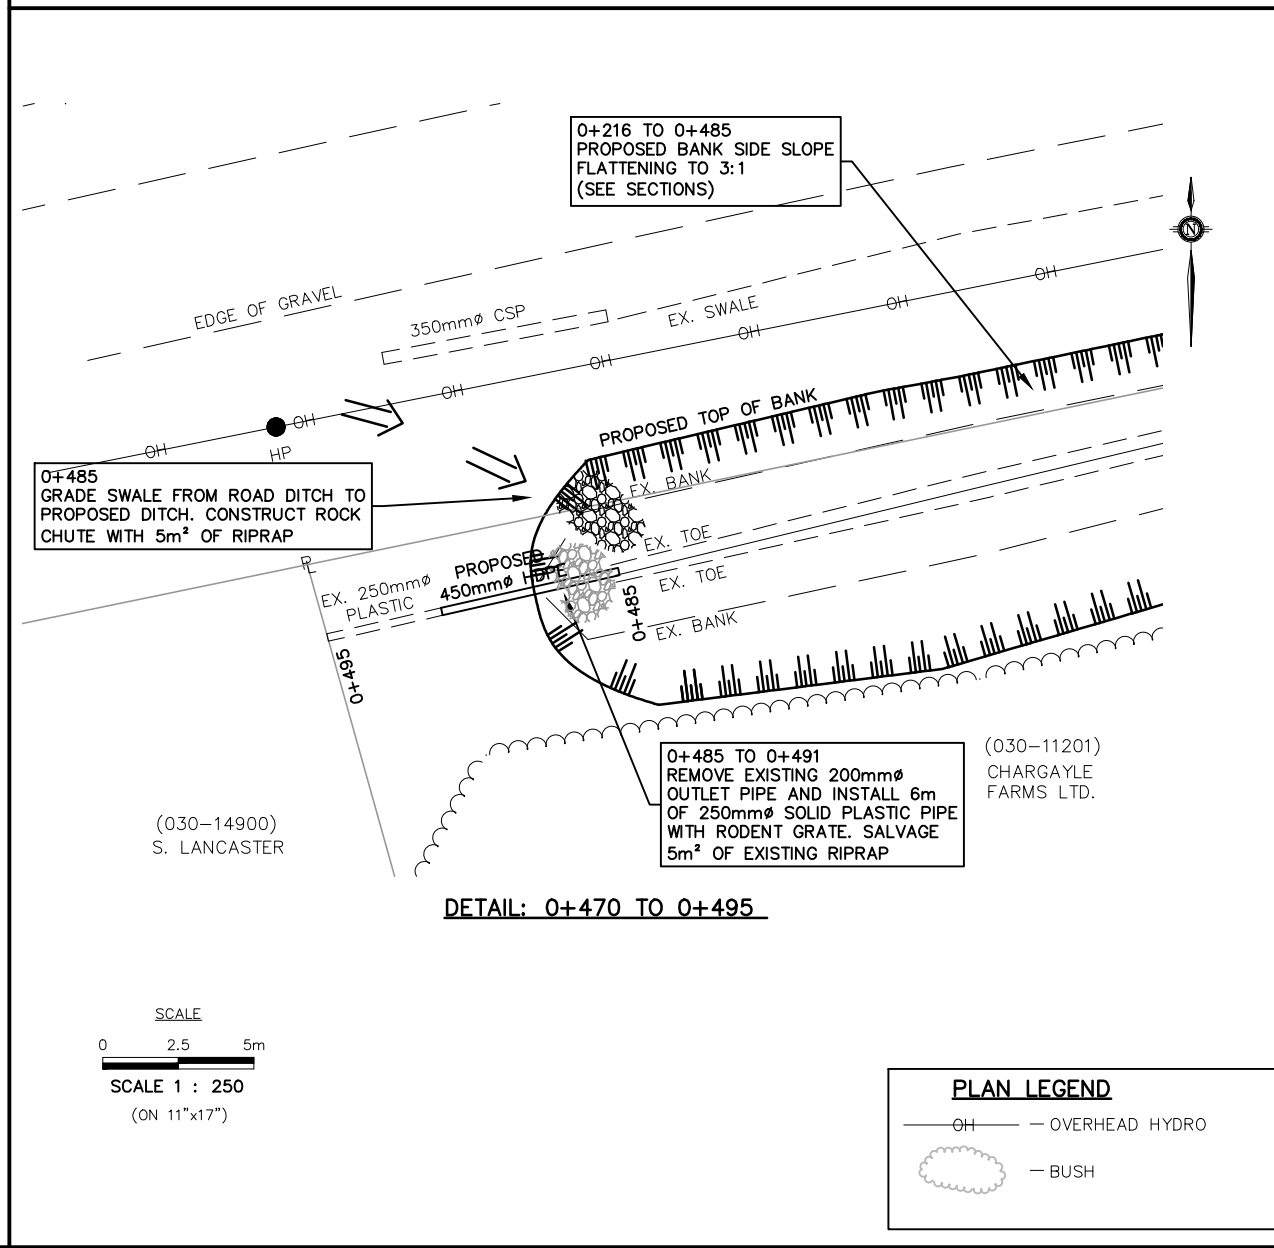 0+216 TO 0+485
PROPOSED BANK SIDE SLOPE
FLATTENING TO 3:1
(SEE SECTIONS)
N
EDGE OF GRAVEL
350mmø CSP
EX. SWALE
OH
OH
OH
OH
OH
OH
OH
HP
PROPOSED TOP OF BANK
0+485
GRADE SWALE FROM ROAD DITCH TO
PROPOSED DITCH. CONSTRUCT ROCK
CHUTE WITH 5m² OF RIPRAP
EX. BANK
EX. TOE
EX. TOE
EX. BANK
PL
EX. 250mmø
PLASTIC
PROPOSED
450mmø HDPE
0+485
0+495
0+485 TO 0+491
REMOVE EXISTING 200mmø
OUTLET PIPE AND INSTALL 6m
OF 250mmø SOLID PLASTIC PIPE
WITH RODENT GRATE. SALVAGE
5m² OF EXISTING RIPRAP
(030-11201)
CHARGAYLE
FARMS LTD.
(030-14900)
S. LANCASTER
DETAIL: 0+470 TO 0+495
SCALE
0 2.5 5m
SCALE 1 : 250
(ON 11"x17")
PLAN LEGEND
OH - OVERHEAD HYDRO
- BUSH